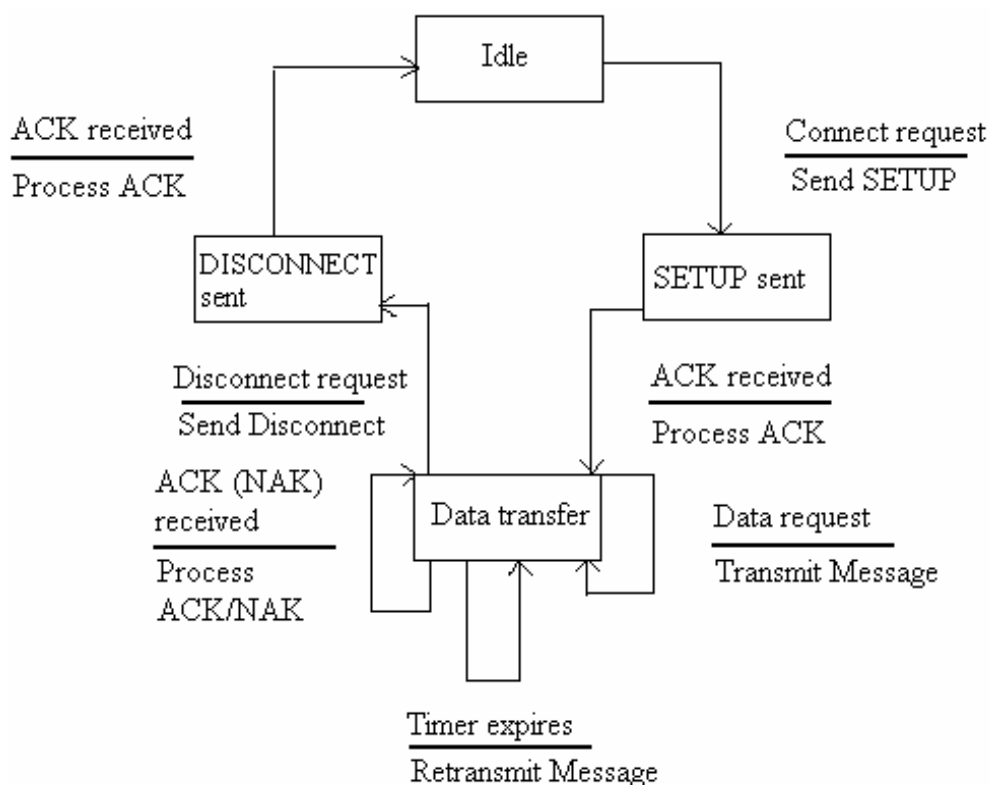 Idle
ACK received
Process ACK
Connect request
Send SETUP
DISCONNECT
sent
SETUP sent
Disconnect request
Send Disconnect
ACK received
Process ACK
ACK (NAK)
received
Process
ACK/NAK
Data transfer
Data request
Transmit Message
Timer expires
Retransmit Message